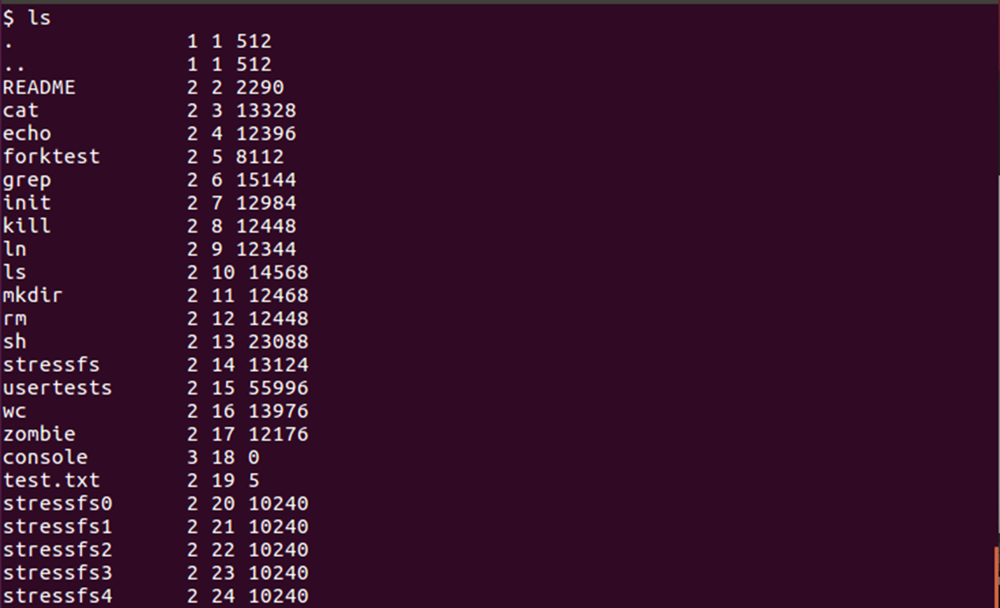 $ ls
.              1 1 512
..             1 1 512
README         2 2 2290
cat            2 3 13328
echo           2 4 12396
forktest       2 5 8112
grep           2 6 15144
init           2 7 12984
kill           2 8 12448
ln             2 9 12344
ls             2 10 14568
mkdir          2 11 12468
rm             2 12 12448
sh             2 13 23088
stressfs       2 14 13124
usertests      2 15 55996
wc             2 16 13976
zombie         2 17 12176
console        3 18 0
test.txt       2 19 5
stressfs0      2 20 10240
stressfs1      2 21 10240
stressfs2      2 22 10240
stressfs3      2 23 10240
stressfs4      2 24 10240